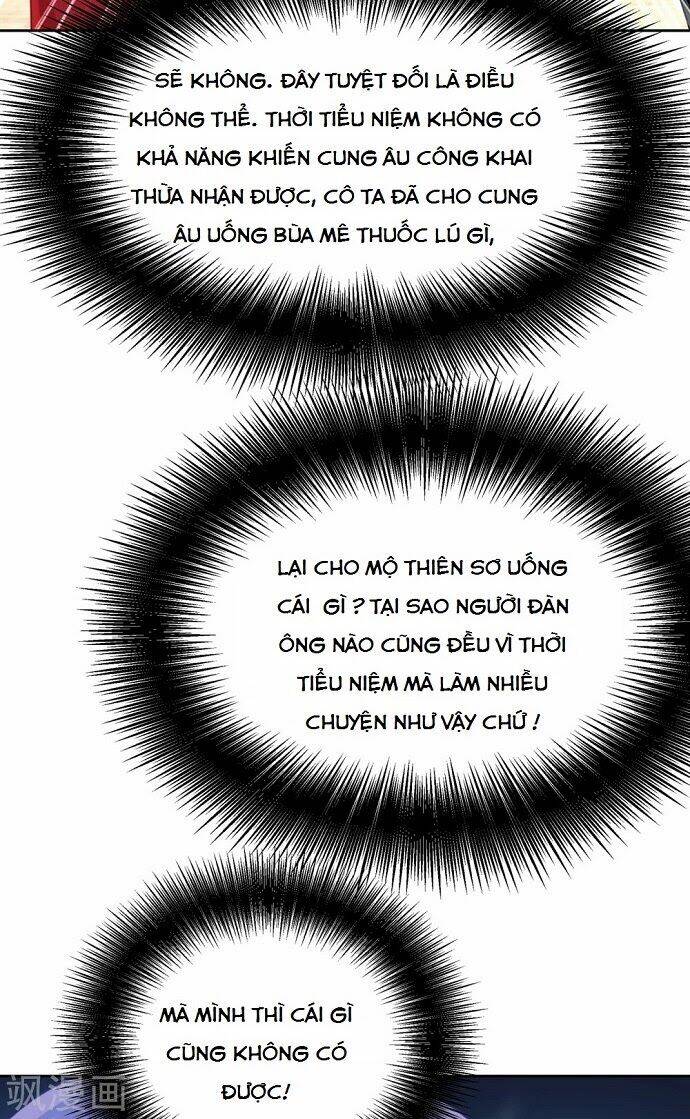 SẼ KHÔNG. ĐÂY TUYỆT ĐỐI LÀ ĐIỀU
KHÔNG THỂ. THỜI TIỂU NIỆM KHÔNG CÓ
KHẢ NĂNG KHIẾN CUNG ÂU CÔNG KHAI
THỪA NHẬN ĐƯỢC, CÔ TA ĐÃ CHO CUNG
ÂU UỐNG BÙA MÊ THUỐC LÚ GÌ,
LẠI CHO MỘ THIÊN SƠ UỐNG
CÁI GÌ ? TẠI SAO NGƯỜI ĐÀN
ÔNG NÀO CŨNG ĐỀU VÌ THỜI
TIỂU NIỆM MÀ LÀM NHIỀU
CHUYỆN NHƯ VẬY CHỨ !
MÀ MÌNH THÌ CÁI GÌ
CŨNG KHÔNG CÓ
ĐƯỢC!
飒漫画